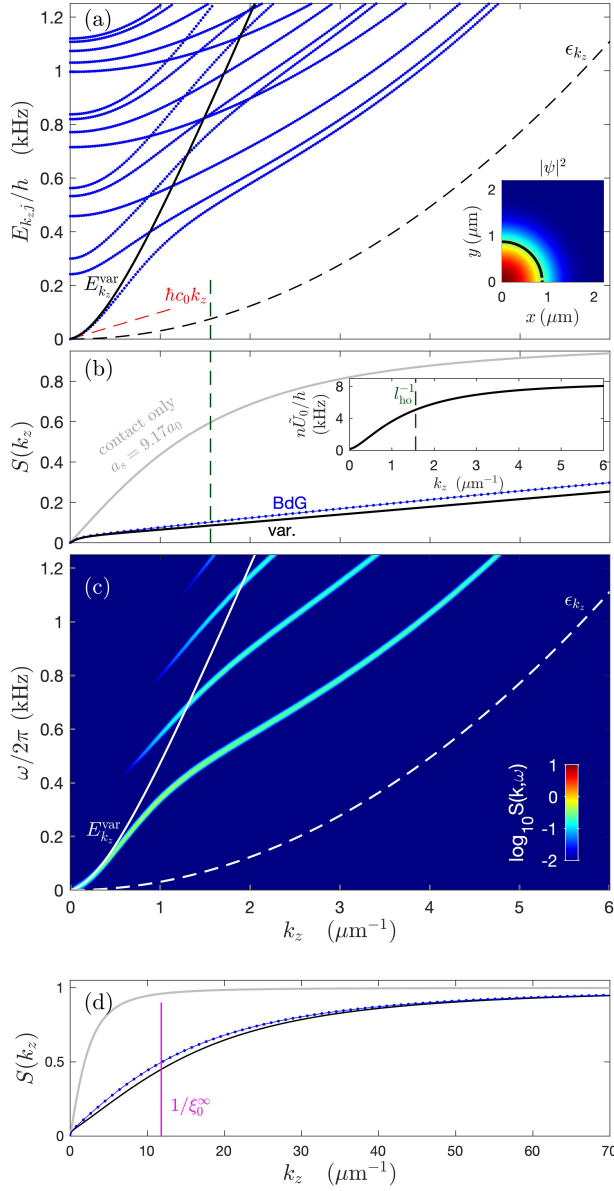 (a)
1.2
1
0.8
0.6
0.4
0.2
0
E_{k_z,j}/h (kHz)
ϵ_{k_z}
E^{var}_{k_z}
ħc_0k_z
|ψ|^2
2
1
0
y (μm)
0 1 2
x (μm)
(b)
0.8
0.6
0.4
0.2
0
S(k_z)
contact only
a_s = 9.17a_0
BdG
var.
l_{ho}^{-1}
8
4
0
nŨ_0/h
(kHz)
0 1 2 3 4 5 6
k_z (μm^{-1})
(c)
1.2
1
0.8
0.6
0.4
0.2
0
ω/2π (kHz)
ϵ_{k_z}
E^{var}_{k_z}
log_{10}S(k,ω)
1
0
-1
-2
0 1 2 3 4 5 6
k_z (μm^{-1})
(d)
1
0.5
0
S(k_z)
1/ξ_0^∞
0 10 20 30 40 50 60 70
k_z (μm^{-1})